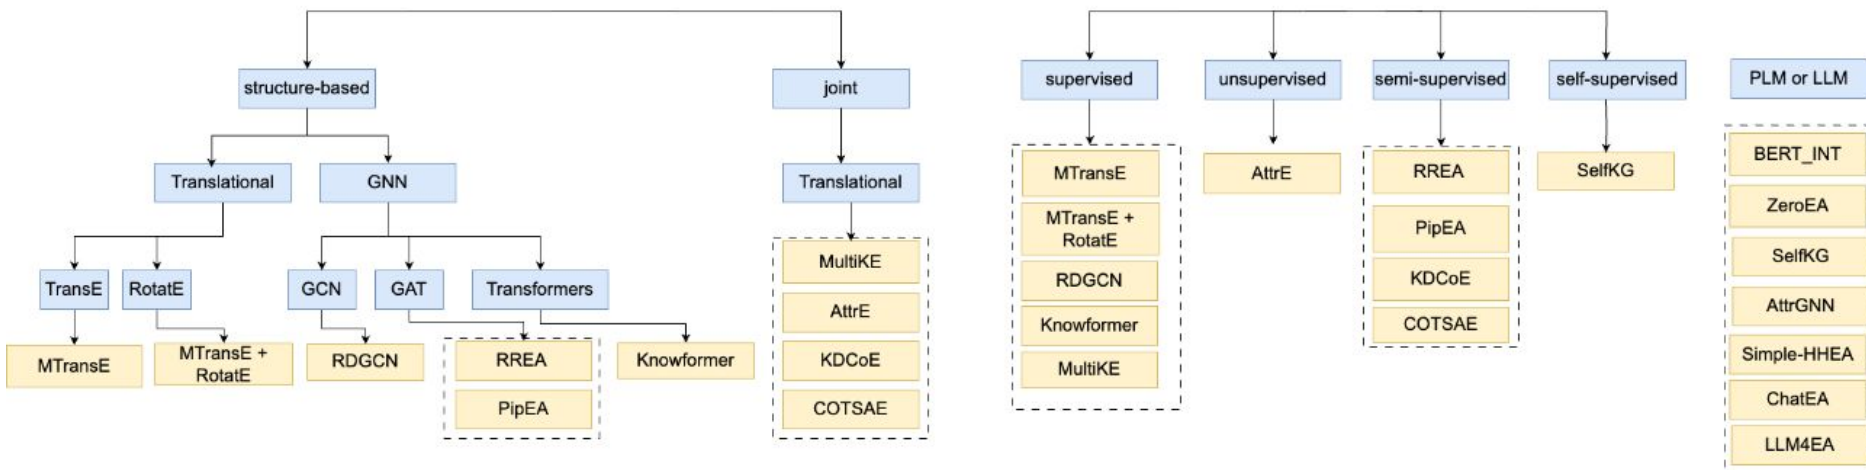 structure-based
joint
supervised
unsupervised
semi-supervised
self-supervised
PLM or LLM
Translational
GNN
Translational
TransE
RotatE
GCN
GAT
Transformers
MTransE
MTransE +
RotatE
RDGCN
RREA
PipEA
Knowformer
MultiKE
AttrE
KDCoE
COTSAE
MTransE
MTransE +
RotatE
RDGCN
Knowformer
MultiKE
AttrE
RREA
PipEA
KDCoE
COTSAE
SelfKG
BERT_INT
ZeroEA
SelfKG
AttrGNN
Simple-HHEA
ChatEA
LLM4EA